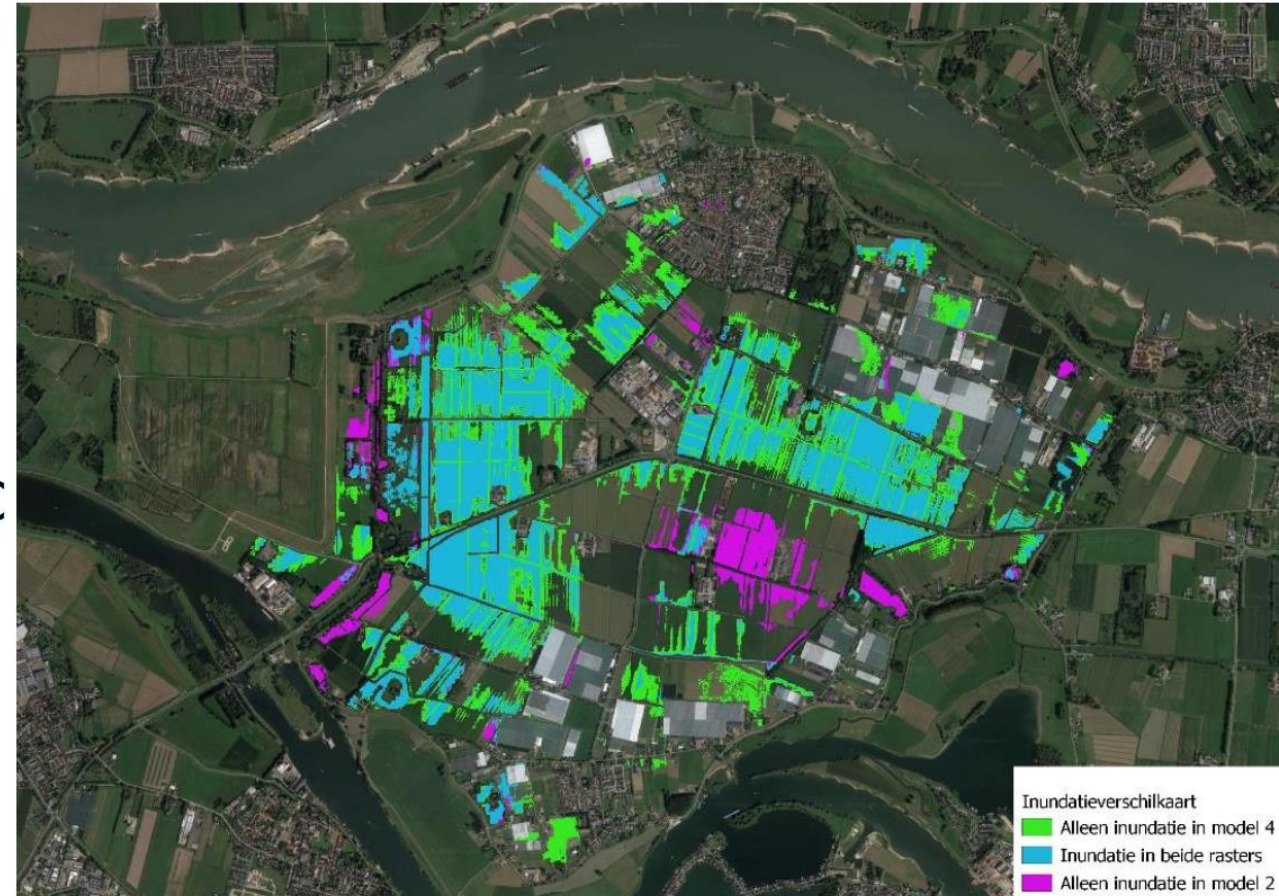 Inundatieverschilkaart
Alleen inundatie in model 4
Inundatie in beide rasters
Alleen inundatie in model 2